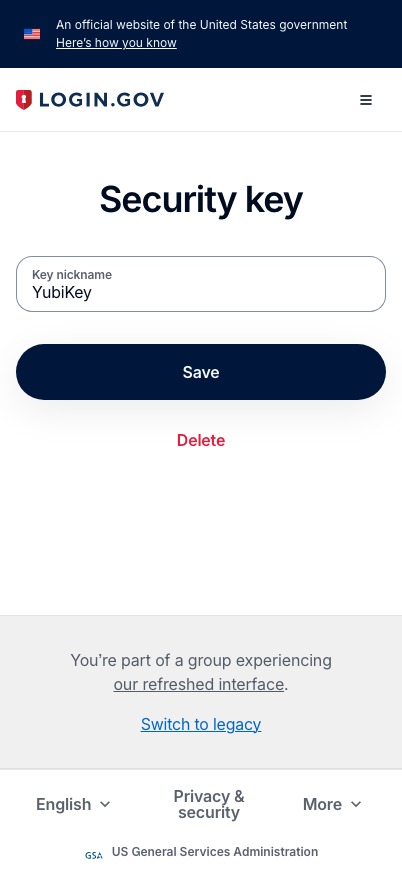 An official website of the United States government
Here’s how you know
LOGIN.GOV
Security key
Key nickname
YubiKey
Save
Delete
You’re part of a group experiencing
our refreshed interface.
Switch to legacy
English
Privacy &
security
More
GSA US General Services Administration